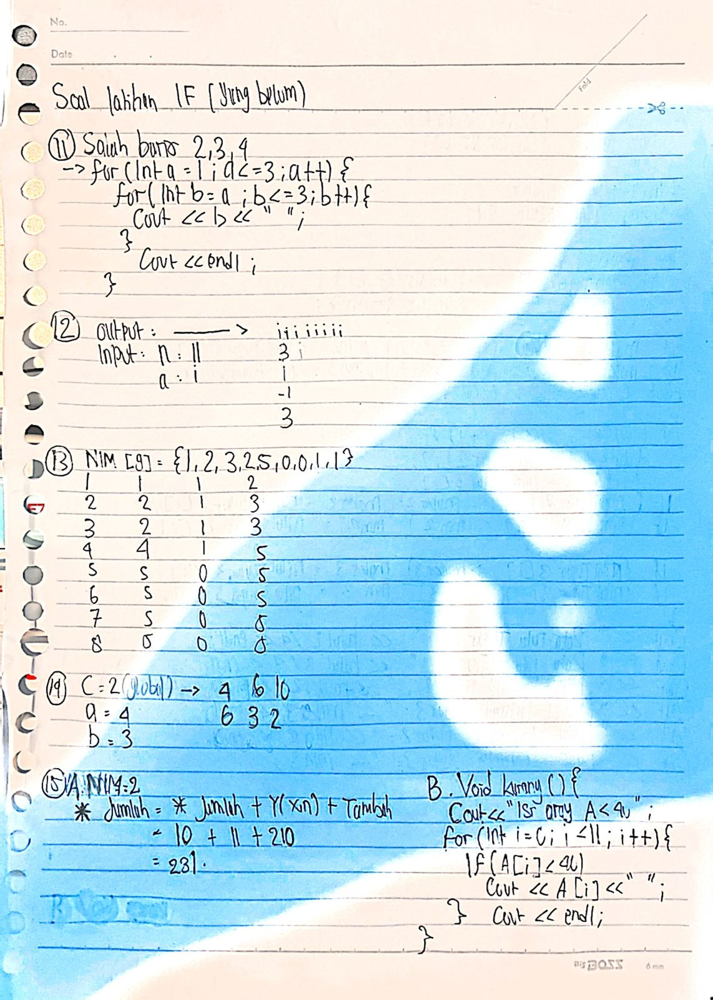 No.
Date
Fold
Soal latihan IF (Yang belum)
11 Salah baris 2,3,4
-> for (Int a = 1 ; a <= 3 ; a++) {
for ( Int b = a ; b <= 3 ; b++) {
Cout << b << " " ;
}
Cout << endl ;
}
12 output : ——> iii iiiii
Input : n : 11 3 i
a : i 1
-1
3
13 NIM [9] = {1, 2, 3, 2, 5, 0, 0, 1, 1}
1 1 1 2
2 2 1 3
3 2 1 3
4 4 1 5
5 5 0 5
6 5 0 5
7 5 0 5
8 5 0 5
14 C = 2 (global) -> 4 6 10
a = 4 6 3 2
b = 3
15 A NIM = 2
* Jumlah = * Jumlah + Y(x,n) + Tambah
= 10 + 11 + 210
= 231.
B . Void kurang () {
Cout << "Isi array A < 40" ;
for (Int i = 0 ; i < 11 ; i++) {
If (A[i] < 40)
Cout << A [i] << " " ;
} Cout << endl;
}
BIG BOSS 6 mm